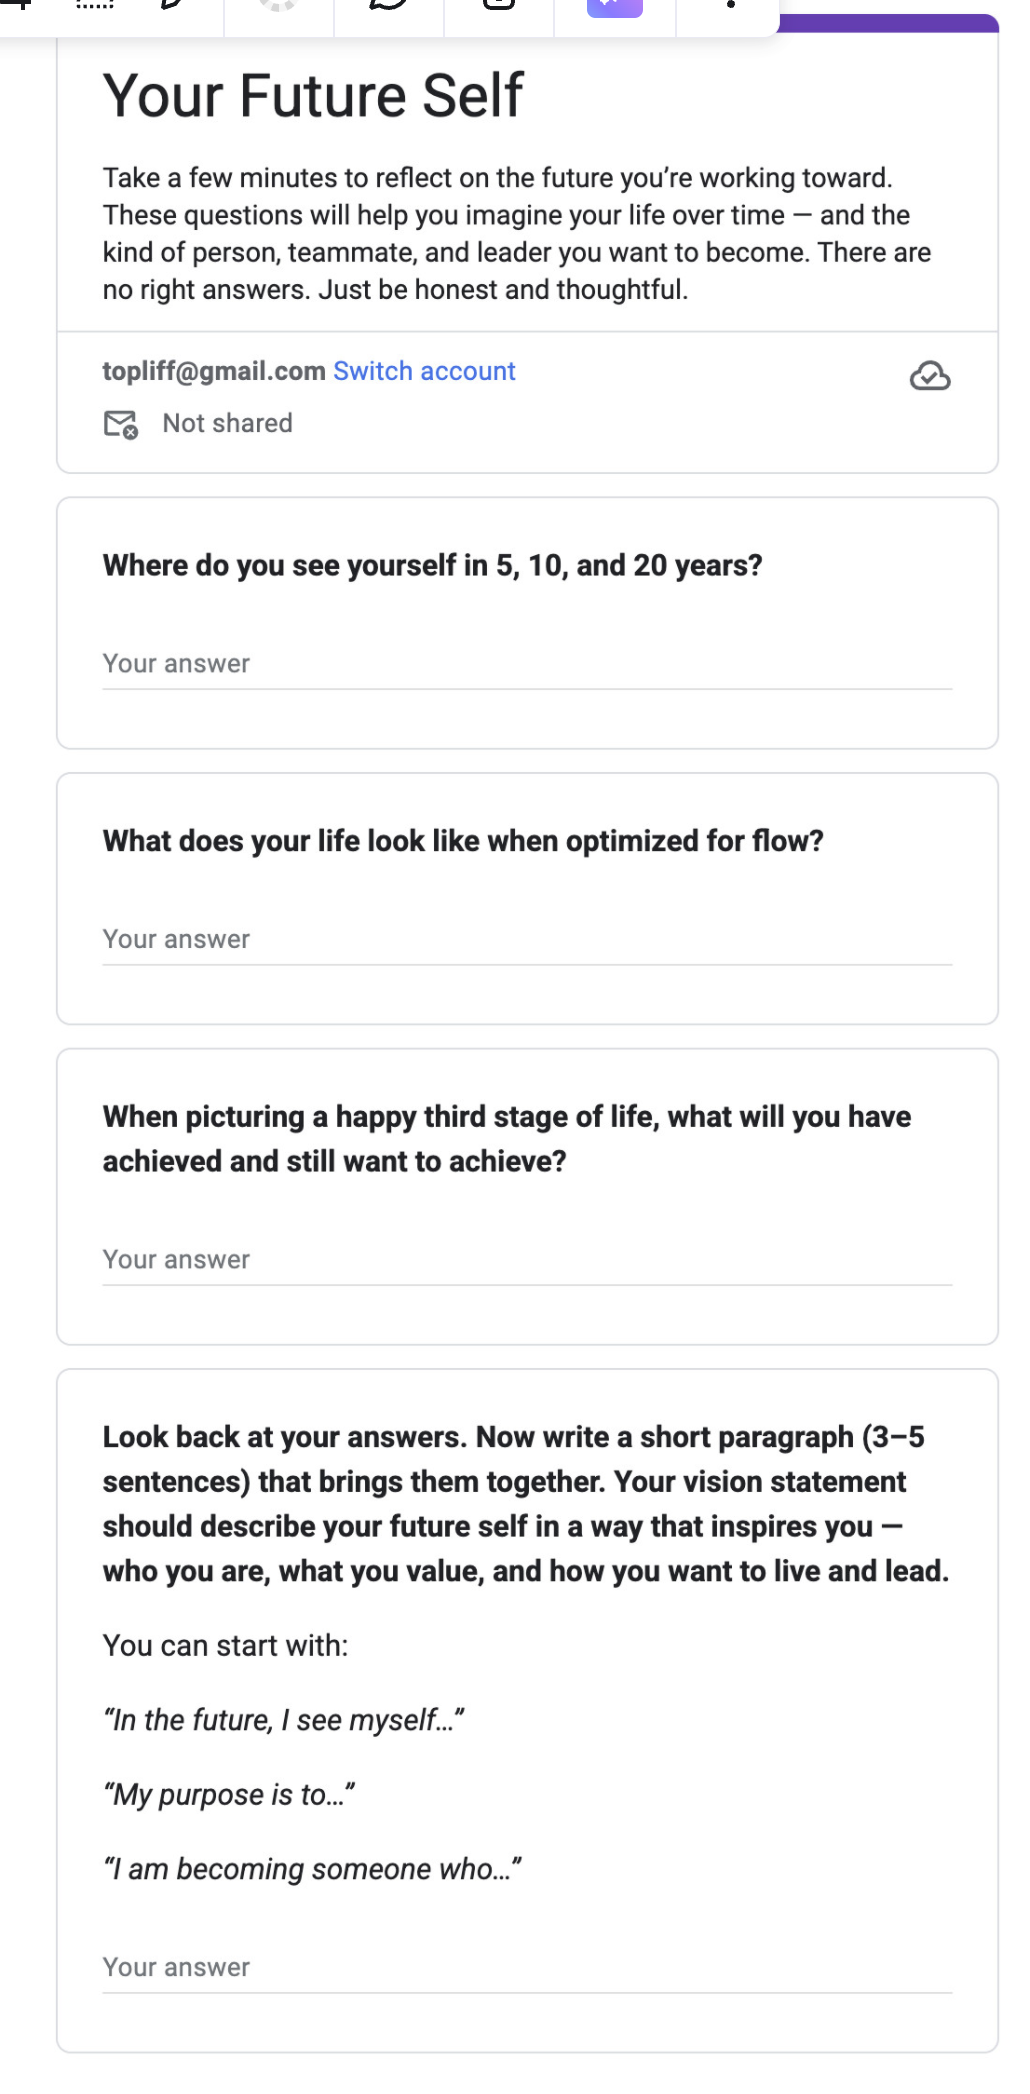 Your Future Self
Take a few minutes to reflect on the future you’re working toward.
These questions will help you imagine your life over time — and the
kind of person, teammate, and leader you want to become. There are
no right answers. Just be honest and thoughtful.
topliff@gmail.com Switch account
Not shared
Where do you see yourself in 5, 10, and 20 years?
Your answer
What does your life look like when optimized for flow?
Your answer
When picturing a happy third stage of life, what will you have
achieved and still want to achieve?
Your answer
Look back at your answers. Now write a short paragraph (3–5
sentences) that brings them together. Your vision statement
should describe your future self in a way that inspires you —
who you are, what you value, and how you want to live and lead.
You can start with:
“In the future, I see myself…”
“My purpose is to…”
“I am becoming someone who…”
Your answer